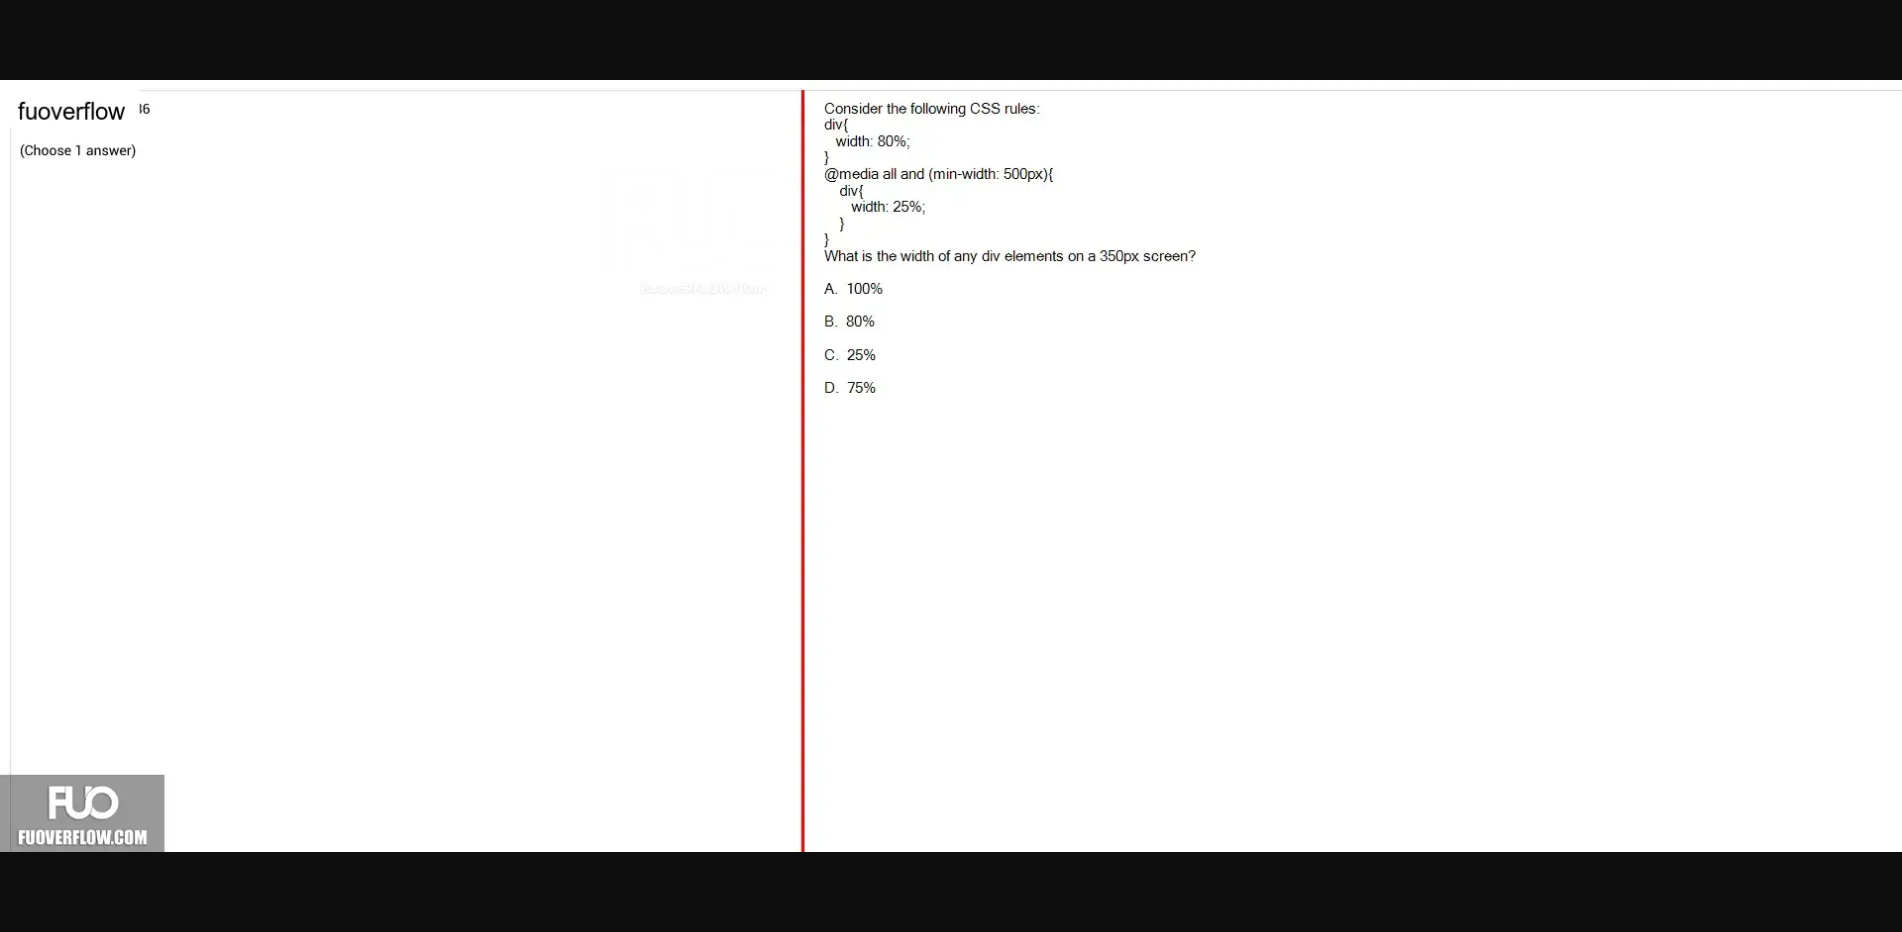 fuoverflow 36
(Choose 1 answer)
Consider the following CSS rules:
div{
width: 80%;
}
@media all and (min-width: 500px){
div{
width: 25%;
}
}
What is the width of any div elements on a 350px screen?
A. 100%
B. 80%
C. 25%
D. 75%
FUO
FUOVERFLOW.COM